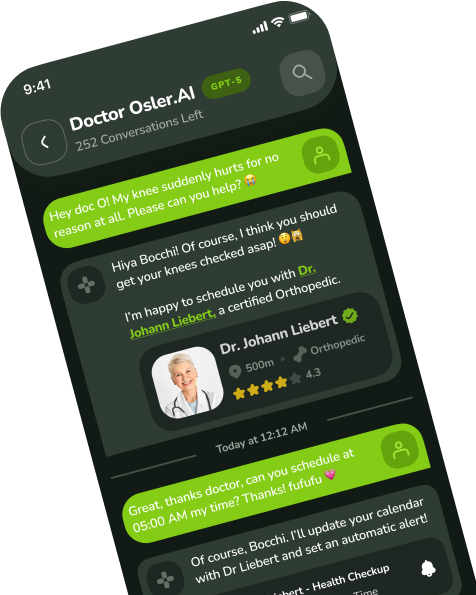 9:41
Doctor Osler.AI GPT-5
252 Conversations Left
Hey doc O! My knee suddenly hurts for no
reason at all. Please can you help? 😭
Hiya Bocchi! Of course, I think you should
get your knees checked asap! 🤒🙀
I'm happy to schedule you with Dr.
Johann Liebert, a certified Orthopedic.
Dr. Johann Liebert
500m • Orthopedic
4.3
Today at 12:12 AM
Great, thanks doctor, can you schedule at
05:00 AM my time? Thanks! fufufu 💗
Of course, Bocchi. I'll update your calendar
with Dr Liebert and set an automatic alert!
- Health Checkup
Time